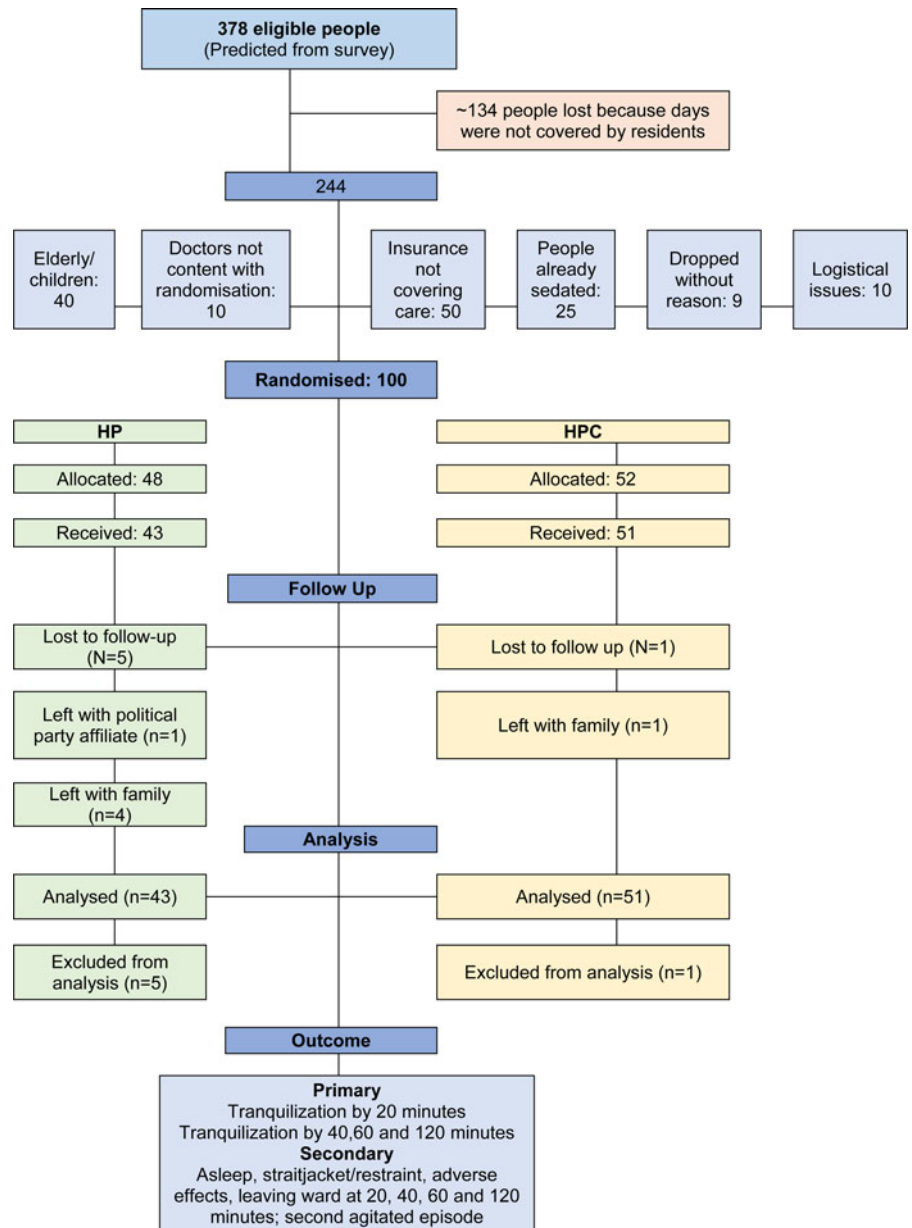 378 eligible people
(Predicted from survey)
~134 people lost because days
were not covered by residents
244
Elderly/
children:
40
Doctors not
content with
randomisation:
10
Insurance
not
covering
care: 50
People
already
sedated:
25
Dropped
without
reason: 9
Logistical
issues: 10
Randomised: 100
HP
HPC
Allocated: 48
Allocated: 52
Received: 43
Received: 51
Follow Up
Lost to follow-up
(N=5)
Lost to follow up (N=1)
Left with political
party affiliate (n=1)
Left with family (n=1)
Left with family
(n=4)
Analysis
Analysed (n=43)
Analysed (n=51)
Excluded from
analysis (n=5)
Excluded from analysis (n=1)
Outcome
Primary
Tranquilization by 20 minutes
Tranquilization by 40,60 and 120 minutes
Secondary
Asleep, straitjacket/restraint, adverse
effects, leaving ward at 20, 40, 60 and 120
minutes; second agitated episode